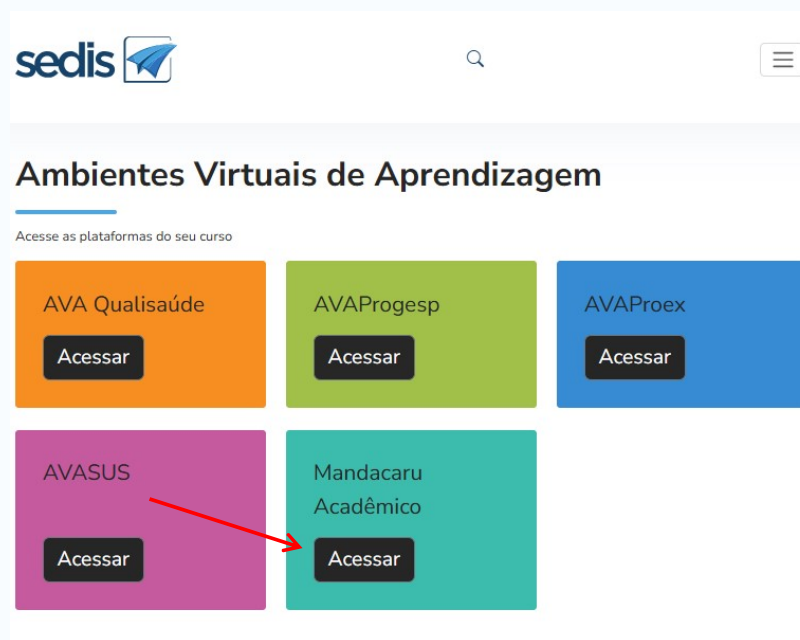 sedis
Ambientes Virtuais de Aprendizagem
Acesse as plataformas do seu curso
AVA Qualisaúde
Acessar
AVAProgesp
Acessar
AVAProex
Acessar
AVASUS
Acessar
Mandacaru
Acadêmico
Acessar